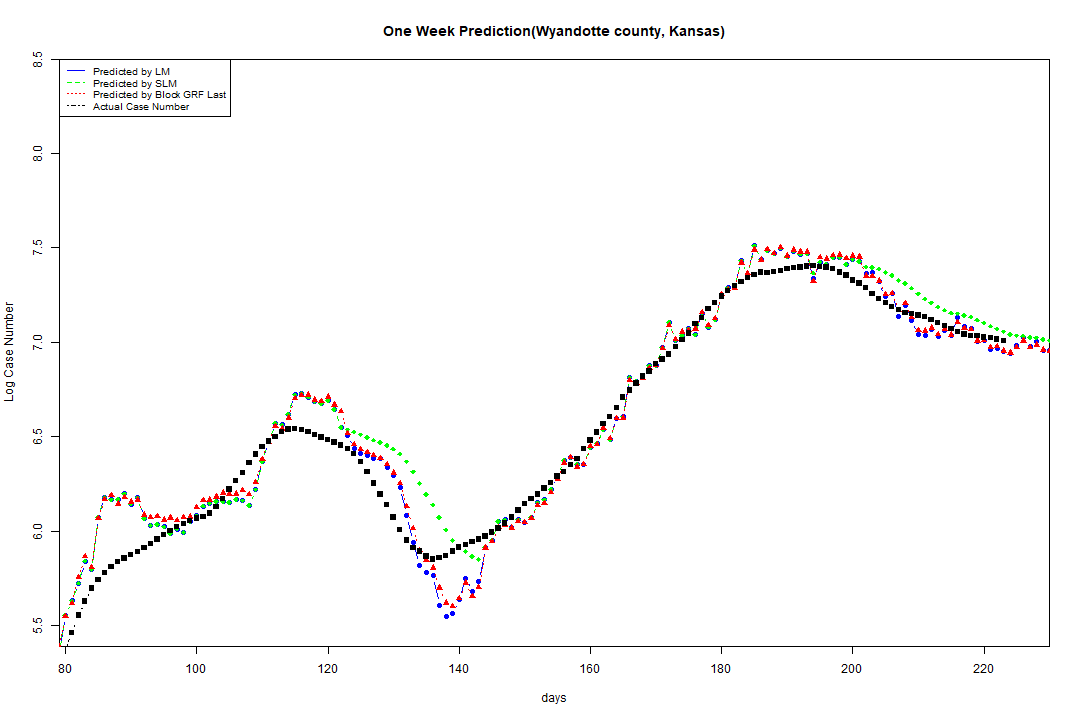 One Week Prediction(Wyandotte county, Kansas)
8.5
8.0
7.5
7.0
6.5
6.0
5.5
Log Case Number
Predicted by LM
Predicted by SLM
Predicted by Block GRF Last
Actual Case Number
80 100 120 140 160 180 200 220
days